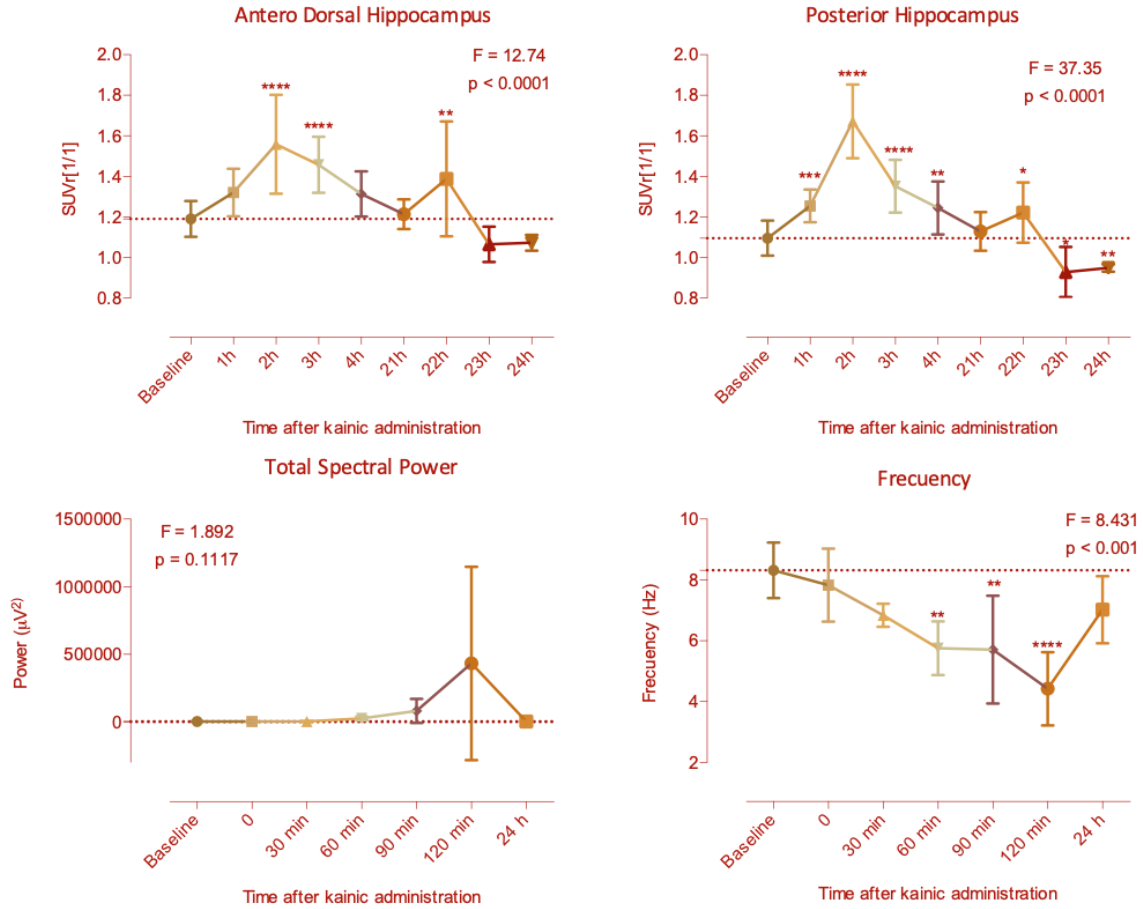 Antero Dorsal Hippocampus
2.0
1.8
1.6
1.4
1.2
1.0
0.8
SUVr[1/1]
F = 12.74
p < 0.0001
****
****
**
Baseline
1h
2h
3h
4h
21h
22h
23h
24h
Time after kainic administration
Posterior Hippocampus
2.0
1.8
1.6
1.4
1.2
1.0
0.8
SUVr[1/1]
F = 37.35
p < 0.0001
***
****
****
**
*
*
**
Baseline
1h
2h
3h
4h
21h
22h
23h
24h
Time after kainic administration
Total Spectral Power
1500000
1000000
500000
0
Power (µV²)
F = 1.892
p = 0.1117
Baseline
0
30 min
60 min
90 min
120 min
24 h
Time after kainic administration
Frecuency
10
8
6
4
2
Frecuency (Hz)
F = 8.431
p < 0.001
**
**
****
Baseline
0
30 min
60 min
90 min
120 min
24 h
Time after kainic administration